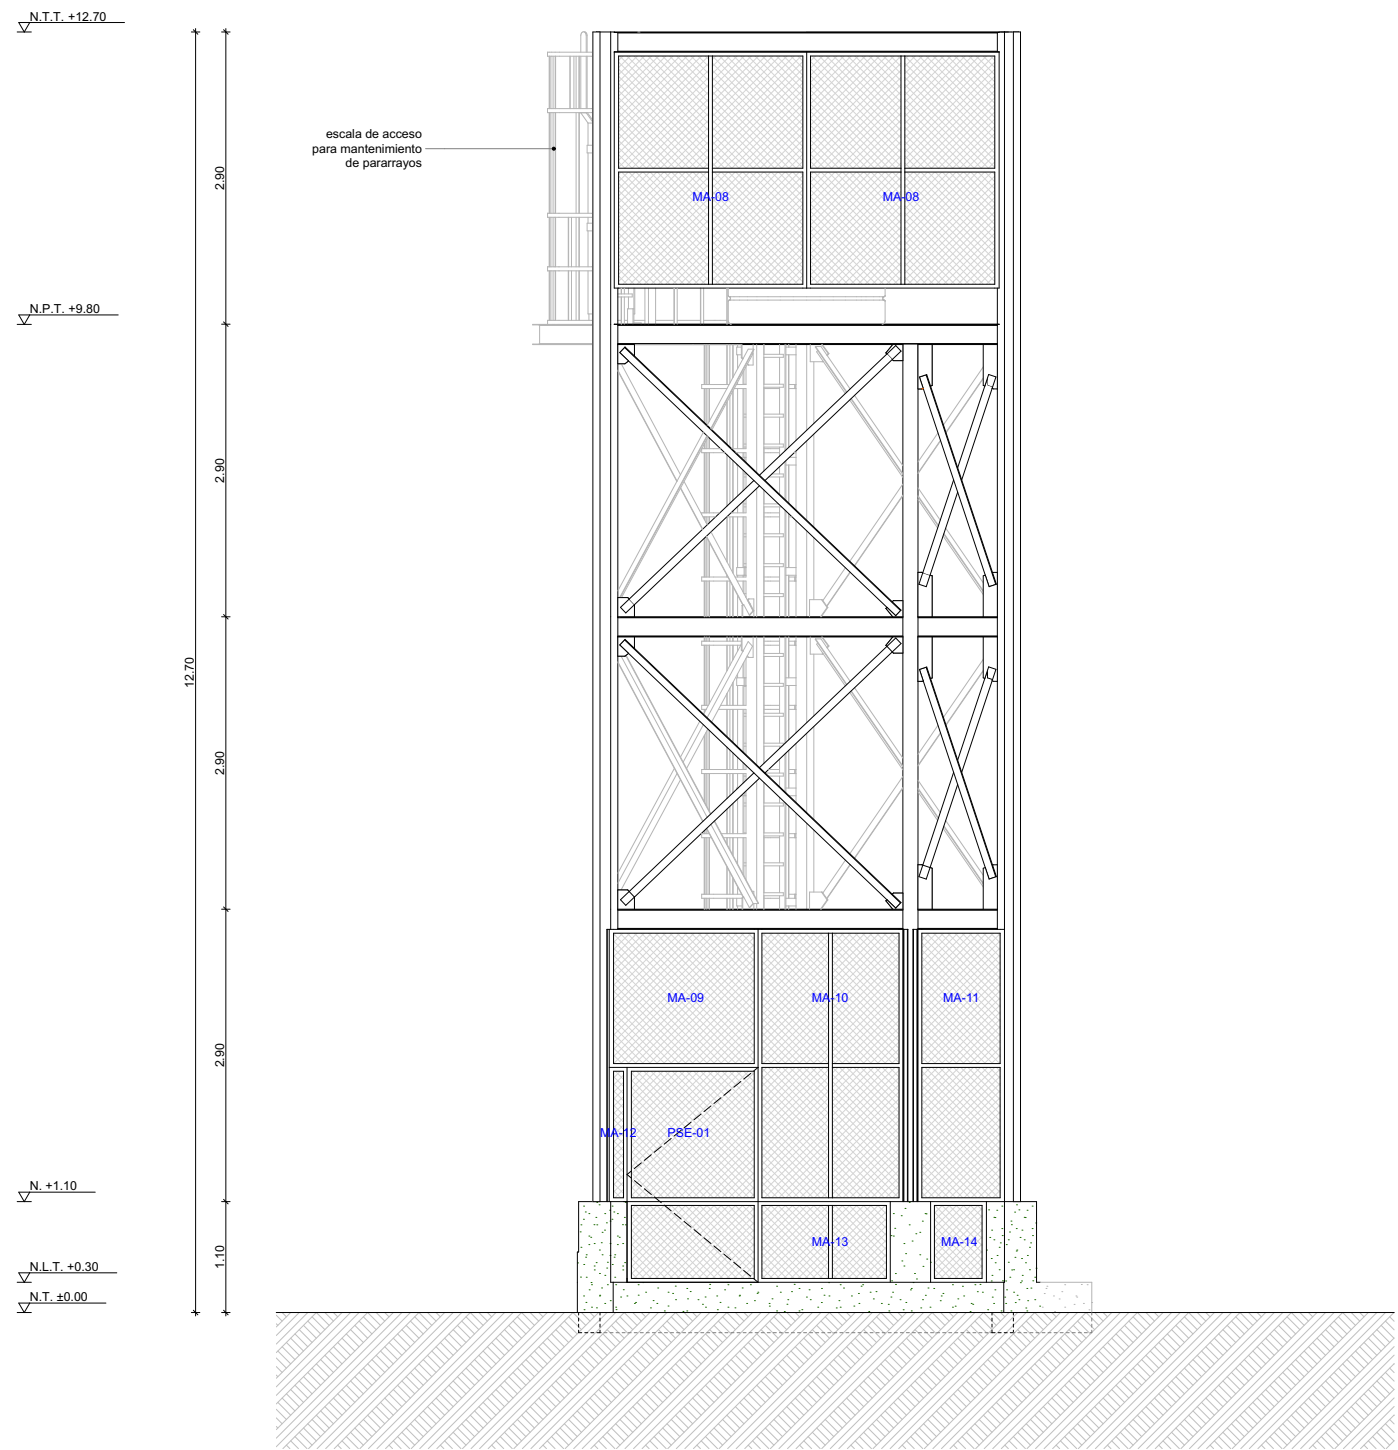 N.T.T. +12.70
escala de acceso
para mantenimiento
de pararrayos
2.90
MA-08
MA-08
N.P.T. +9.80
2.90
12.70
2.90
MA-09
MA-10
MA-11
2.90
MA-12
PSE-01
N. +1.10
MA-13
MA-14
1.10
N.L.T. +0.30
N.T. ±0.00